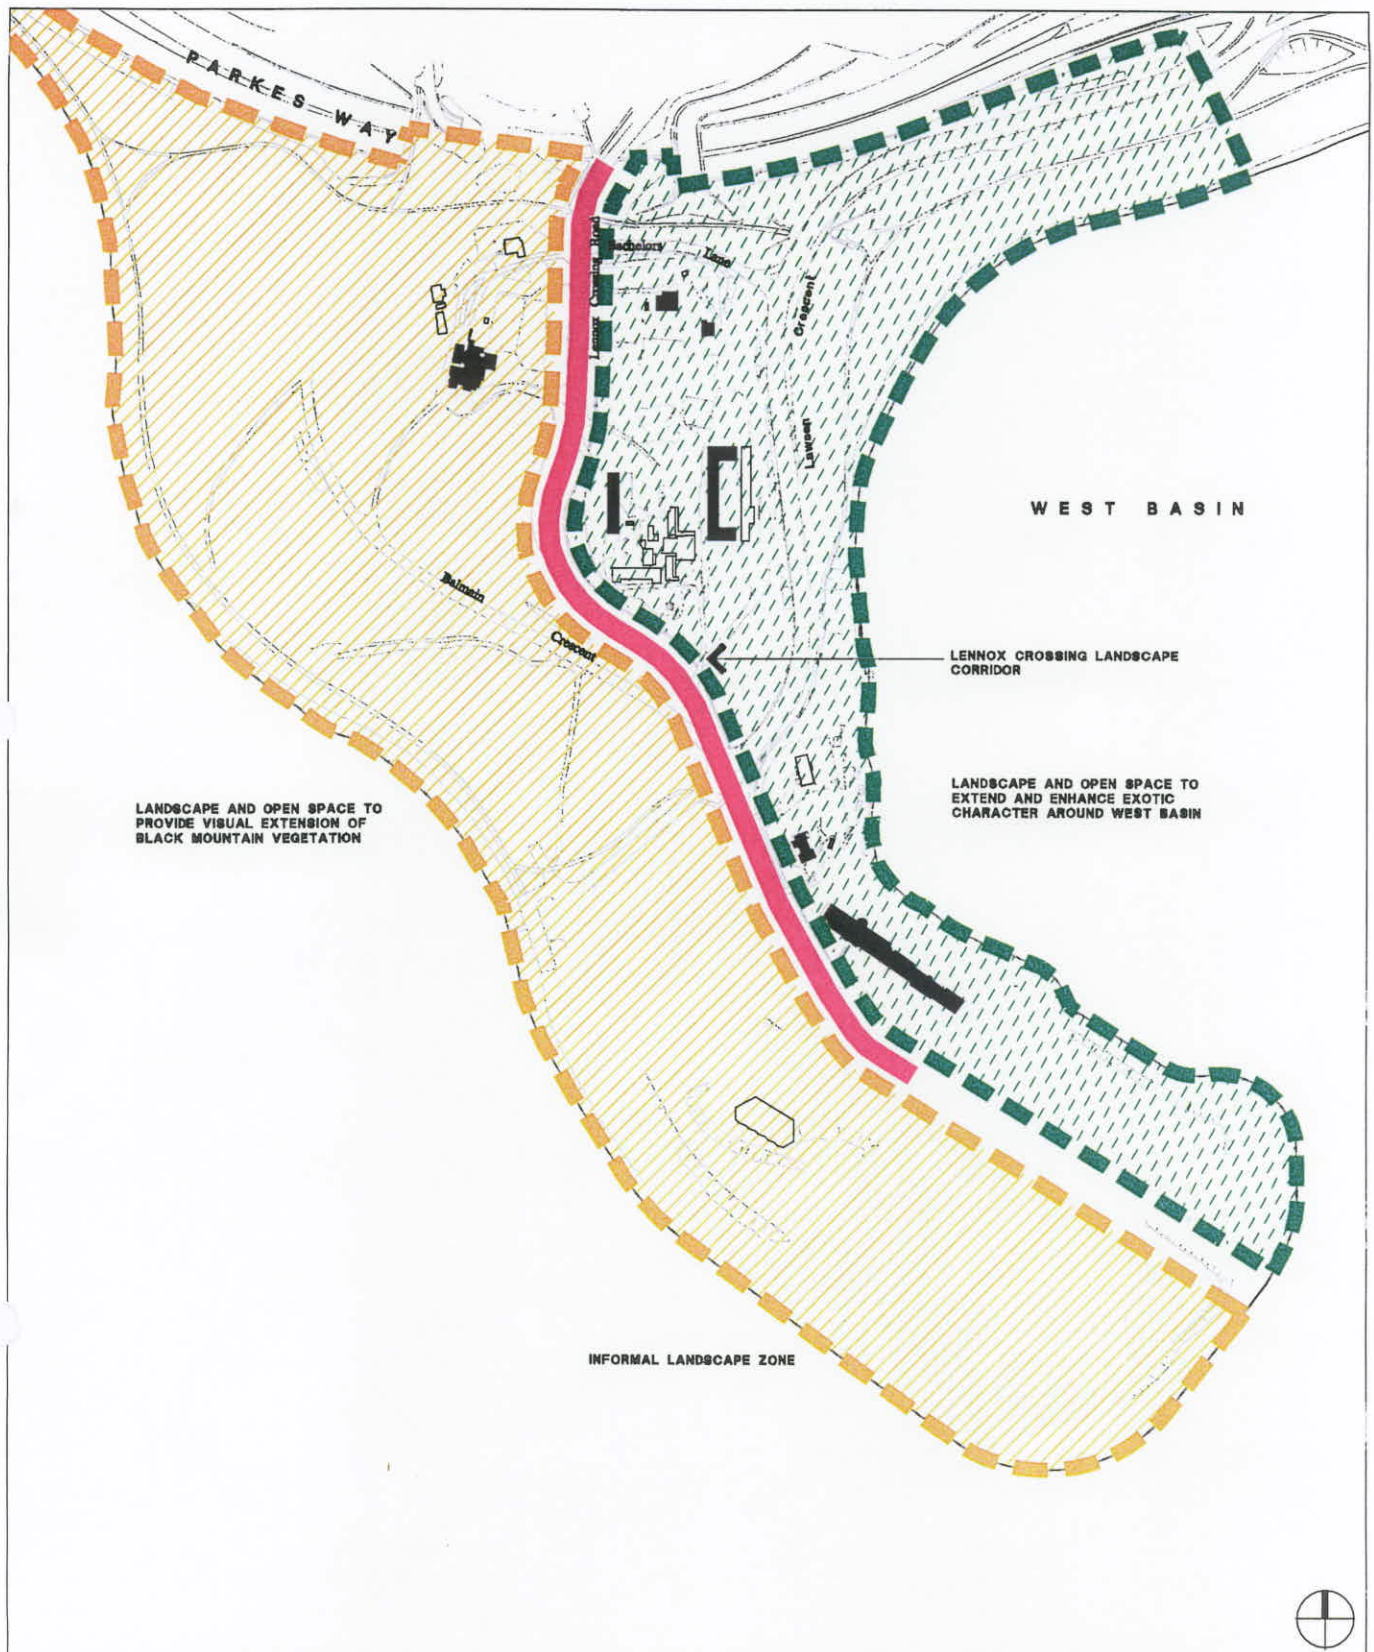 PARKES WAY
Lennox Crossing Road
Bachelors Lane
Crescent
Lawson
WEST BASIN
Balmain
Crescent
LENNOX CROSSING LANDSCAPE
CORRIDOR
LANDSCAPE AND OPEN SPACE TO
EXTEND AND ENHANCE EXOTIC
CHARACTER AROUND WEST BASIN
LANDSCAPE AND OPEN SPACE TO
PROVIDE VISUAL EXTENSION OF
BLACK MOUNTAIN VEGETATION
INFORMAL LANDSCAPE ZONE